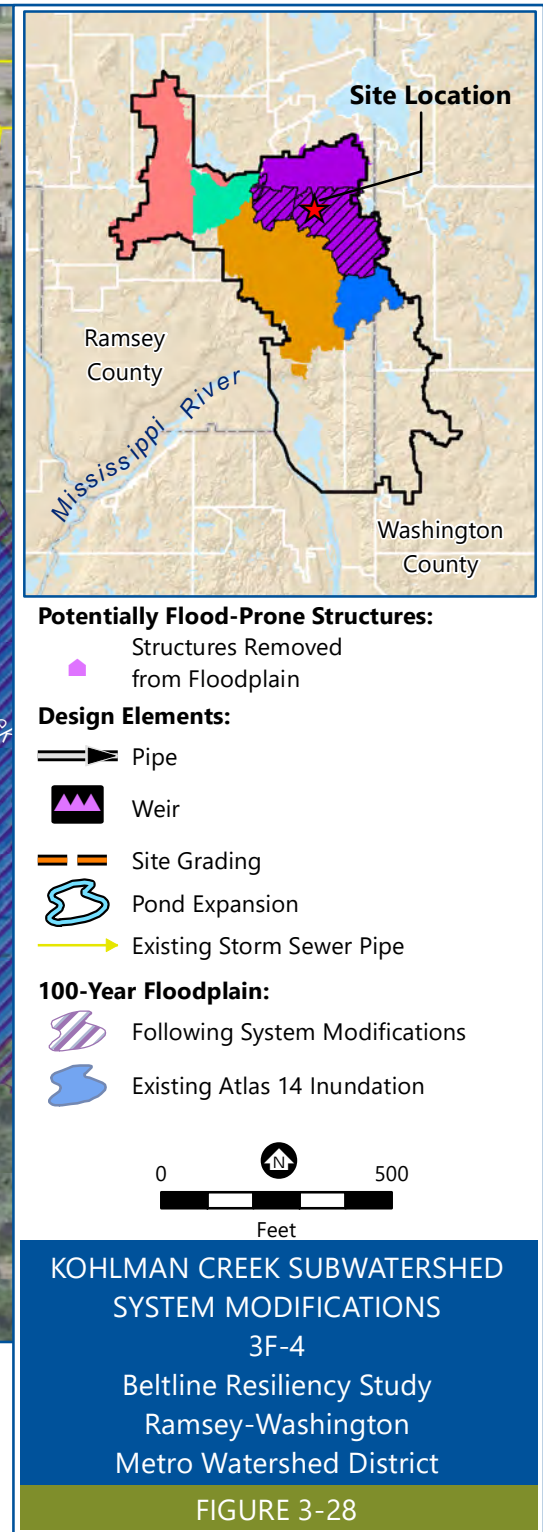 Site Location
Ramsey
County
Mississippi River
Washington
County
Potentially Flood-Prone Structures:
Structures Removed
from Floodplain
Design Elements:
Pipe
Weir
Site Grading
Pond Expansion
Existing Storm Sewer Pipe
100-Year Floodplain:
Following System Modifications
Existing Atlas 14 Inundation
N
0 500
Feet
KOHLMAN CREEK SUBWATERSHED
SYSTEM MODIFICATIONS
3F-4
Beltline Resiliency Study
Ramsey-Washington
Metro Watershed District
FIGURE 3-28